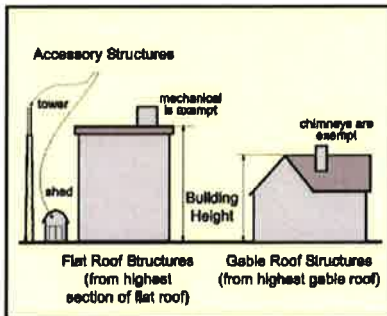 Accessory Structures
tower
mechanical
is exempt
chimneys are
exempt
shed
Building
Height
Flat Roof Structures
(from highest
section of flat roof)
Gable Roof Structures
(from highest gable roof)